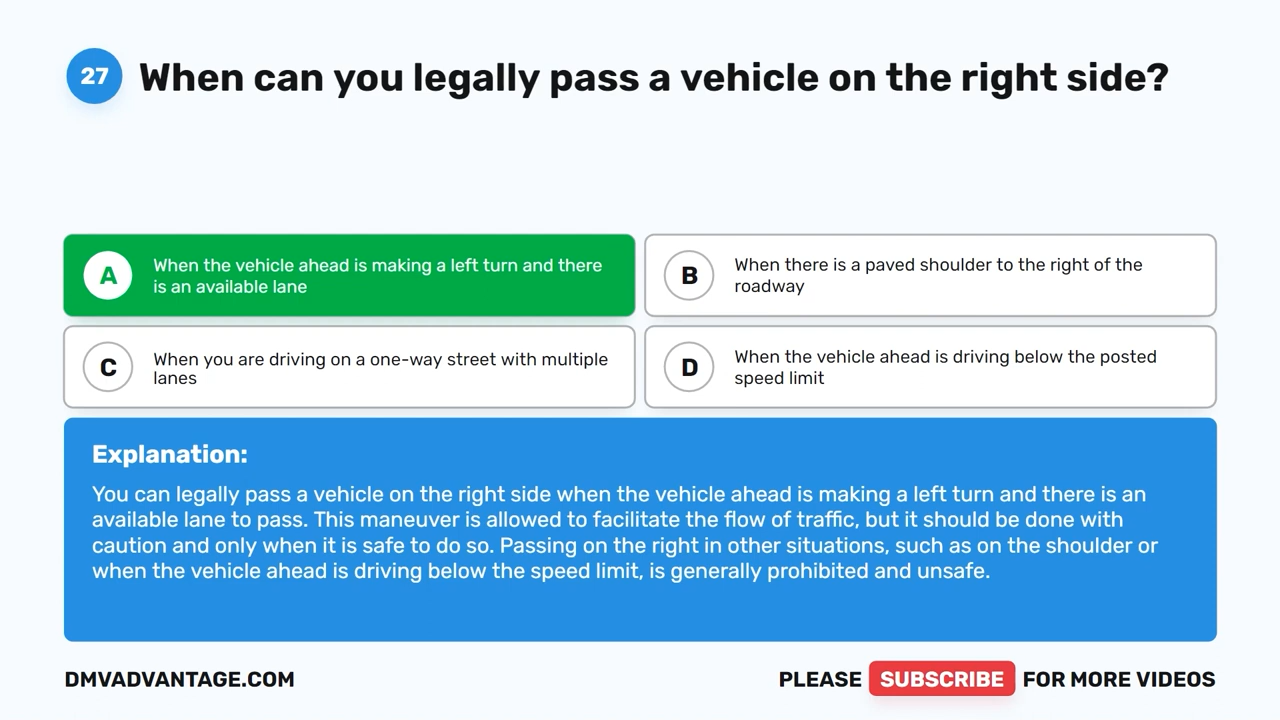 27 When can you legally pass a vehicle on the right side?
A When the vehicle ahead is making a left turn and there
is an available lane
B When there is a paved shoulder to the right of the
roadway
C When you are driving on a one-way street with multiple
lanes
D When the vehicle ahead is driving below the posted
speed limit
Explanation:
You can legally pass a vehicle on the right side when the vehicle ahead is making a left turn and there is an
available lane to pass. This maneuver is allowed to facilitate the flow of traffic, but it should be done with
caution and only when it is safe to do so. Passing on the right in other situations, such as on the shoulder or
when the vehicle ahead is driving below the speed limit, is generally prohibited and unsafe.
DMVADVANTAGE.COM
PLEASE SUBSCRIBE FOR MORE VIDEOS